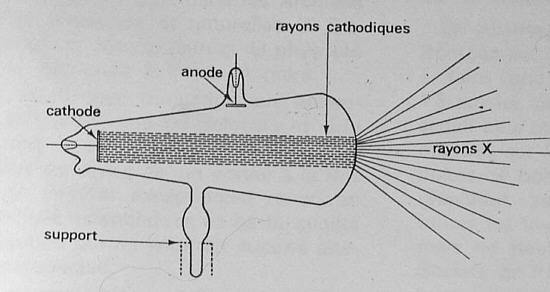 rayons cathodiques
anode
cathode
rayons X
support